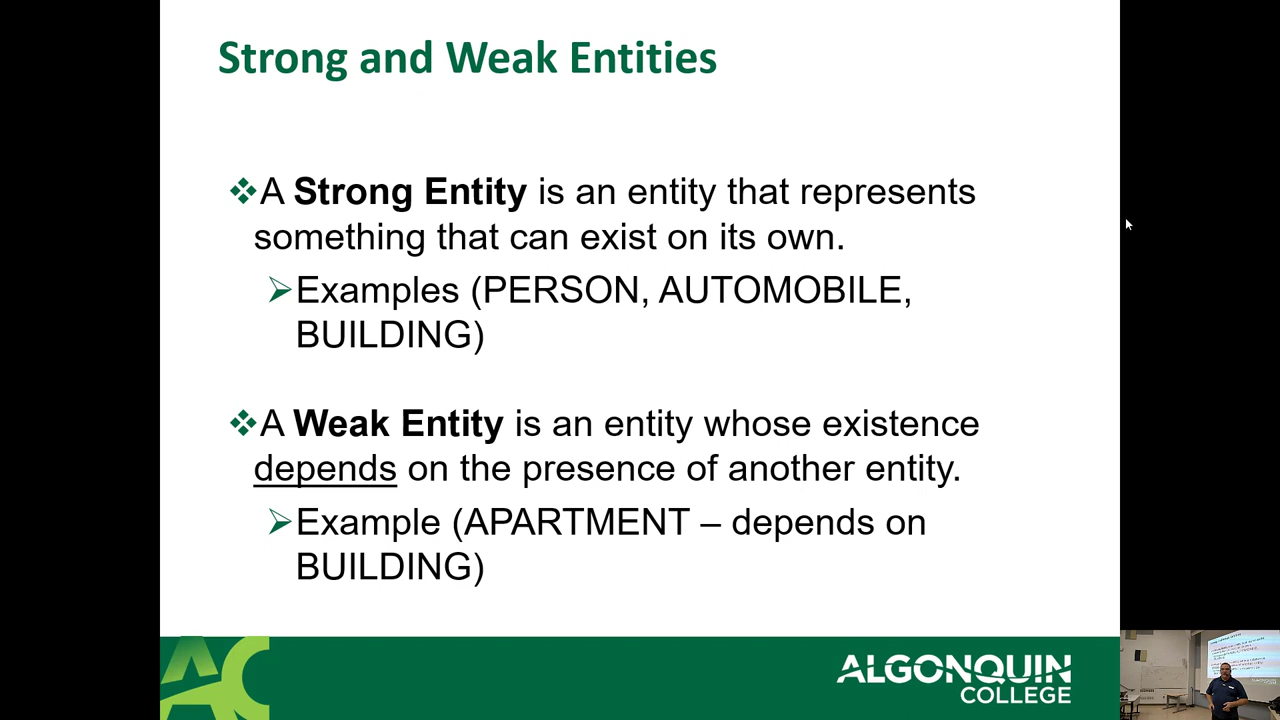 Strong and Weak Entities
A Strong Entity is an entity that represents
something that can exist on its own.
Examples (PERSON, AUTOMOBILE,
BUILDING)
A Weak Entity is an entity whose existence
depends on the presence of another entity.
Example (APARTMENT – depends on
BUILDING)
AC
ALGONQUIN
COLLEGE